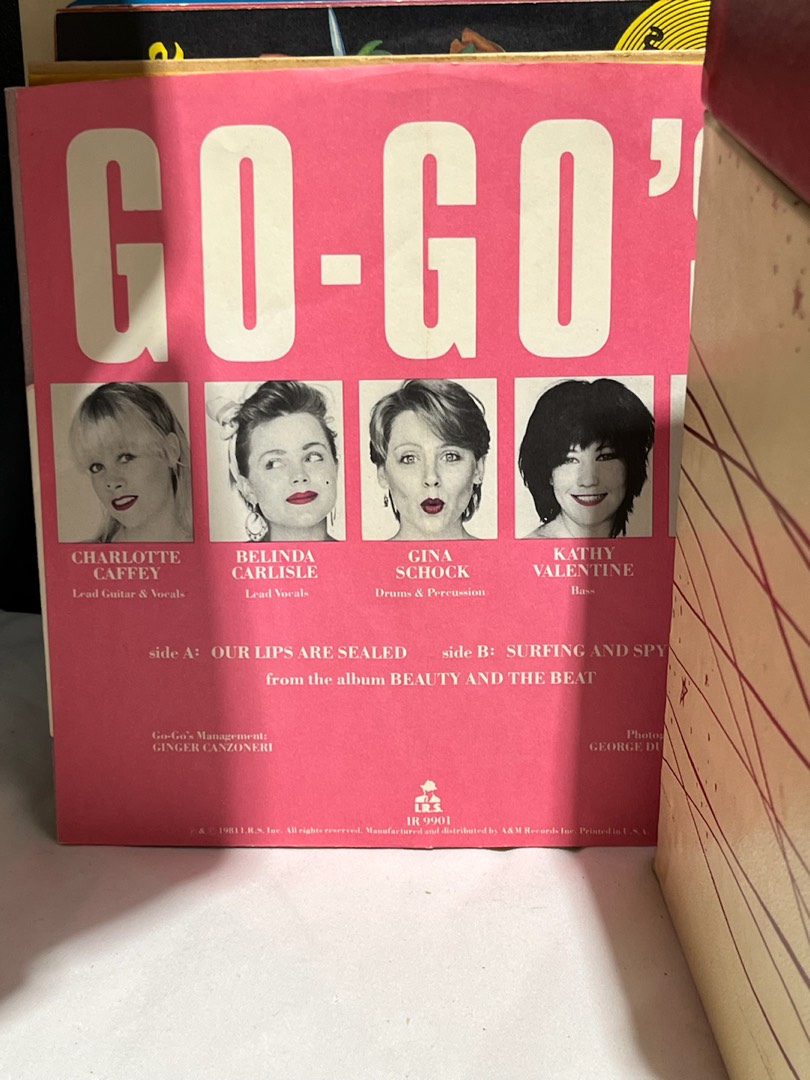 GO-GO'
CHARLOTTE CAFFEY
Lead Guitar & Vocals
BELINDA CARLISLE
Lead Vocals
GINA SCHOCK
Drums & Percussion
KATHY VALENTINE
Bass
side A: OUR LIPS ARE SEALED side B: SURFING AND SPY
from the album BEAUTY AND THE BEAT
Go-Go's Management:
GINGER CANZONERI
Photog
GEORGE DU
I.R.S.
IR 9901
℗ & © 1981 I.R.S. Inc. All rights reserved. Manufactured and distributed by A&M Records Inc. Printed in U.S.A.